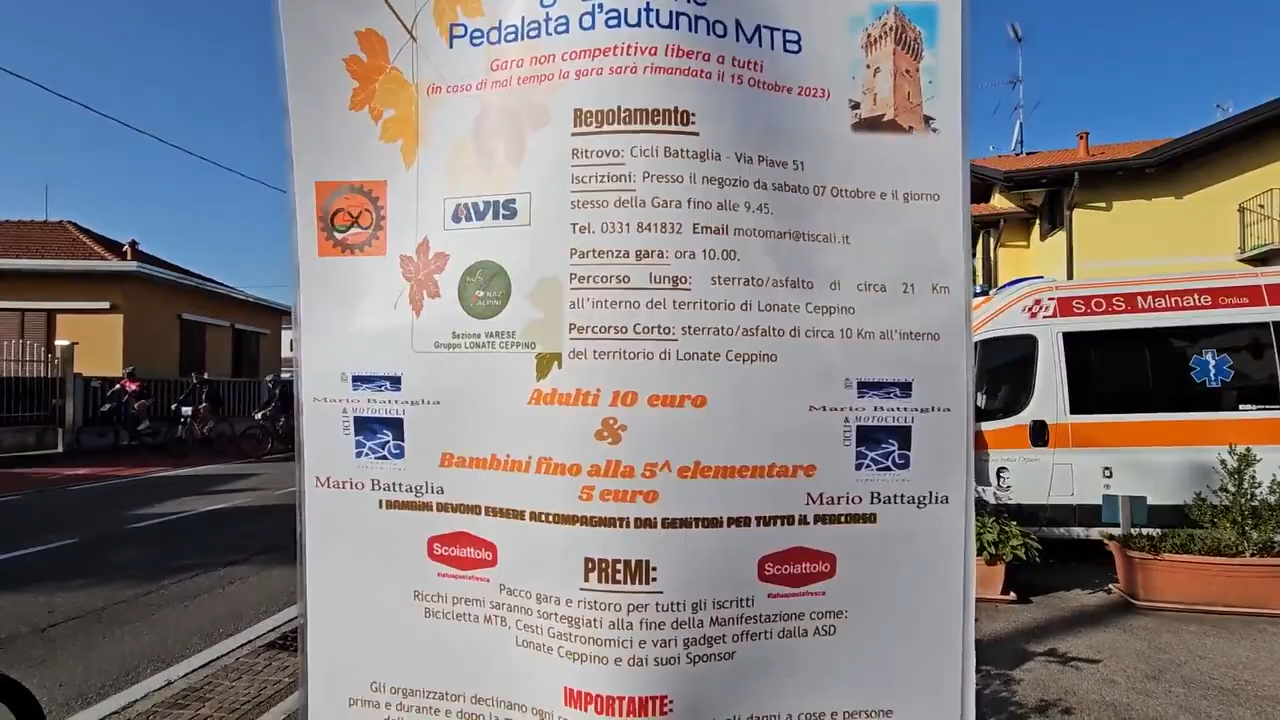 Pedalata d'autunno MTB
Gara non competitiva libera a tutti
(in caso di mal tempo la gara sarà rimandata il 15 Ottobre 2023)
Regolamento:
Ritrovo: Cicli Battaglia - Via Piave 51
Iscrizioni: Presso il negozio da sabato 07 Ottobre e il giorno
stesso della Gara fino alle 9.45.
Tel. 0331 841832 Email motomari@tiscali.it
Partenza gara: ora 10.00.
Percorso lungo: sterrato/asfalto di circa 21 Km
all'interno del territorio di Lonate Ceppino
Percorso Corto: sterrato/asfalto di circa 10 Km all'interno
del territorio di Lonate Ceppino
AVIS
Sezione VARESE
Gruppo LONATE CEPPINO
Mario Battaglia
CICLI & MOTOCICLI
Mario Battaglia
Mario Battaglia
CICLI & MOTOCICLI
Mario Battaglia
Adulti 10 euro
&
Bambini fino alla 5^ elementare
5 euro
I BAMBINI DEVONO ESSERE ACCOMPAGNATI DAI GENITORI PER TUTTO IL PERCORSO
Scoiattolo
#latuapastafresca
Scoiattolo
#latuapastafresca
PREMI:
Pacco gara e ristoro per tutti gli iscritti
Ricchi premi saranno sorteggiati alla fine della Manifestazione come:
Bicicletta MTB, Cesti Gastronomici e vari gadget offerti dalla ASD
Lonate Ceppino e dai suoi Sponsor
IMPORTANTE:
Gli organizzatori declinano ogni danni a cose e persone
prima e durante e dopo la
S.O.S. Malnate Onlus